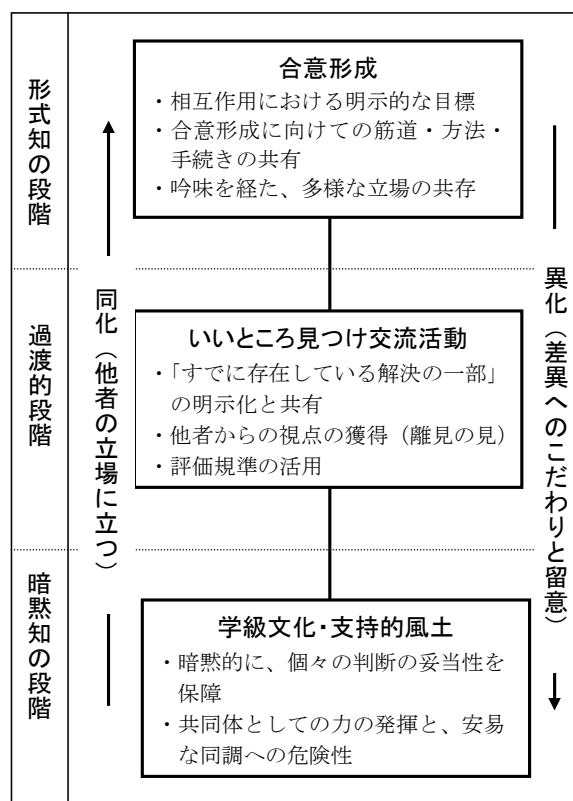 形式知の段階
合意形成
・相互作用における明示的な目標
・合意形成に向けての筋道・方法・
手続きの共有
・吟味を経た、多様な立場の共存
同化（他者の立場に立つ）
異化（差異へのこだわりと留意）
過渡的段階
いいところ見つけ交流活動
・「すでに存在している解決の一部」
の明示化と共有
・他者からの視点の獲得（離見の見）
・評価規準の活用
暗黙知の段階
学級文化・支持的風土
・暗黙的に、個々の判断の妥当性を
保障
・共同体としての力の発揮と、安易
な同調への危険性